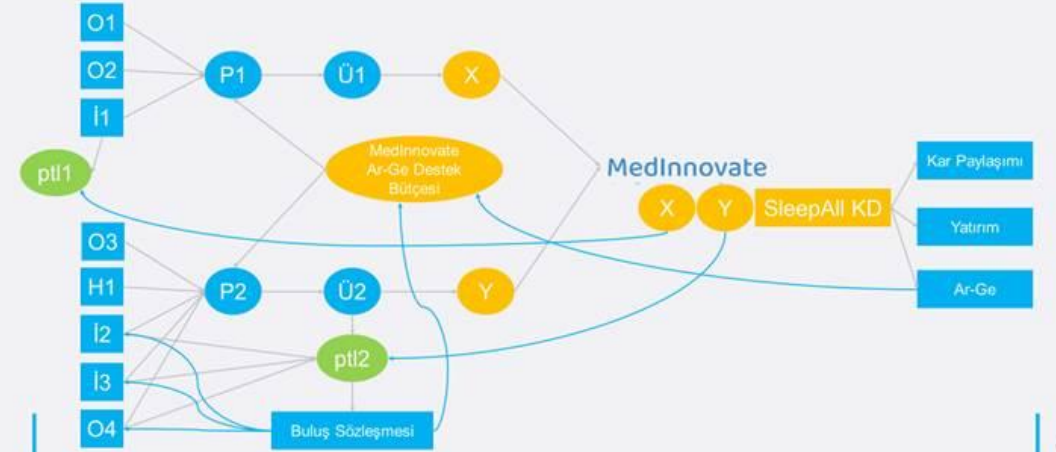 O1
O2
İ1
P1
Ü1
X
ptl1
MedInnovate
Ar-Ge Destek
Bütçesi
MedInnovate
X
Y
SleepAll KD
Kar Paylaşımı
Yatırım
Ar-Ge
O3
H1
İ2
İ3
O4
P2
Ü2
Y
ptl2
Buluş Sözleşmesi